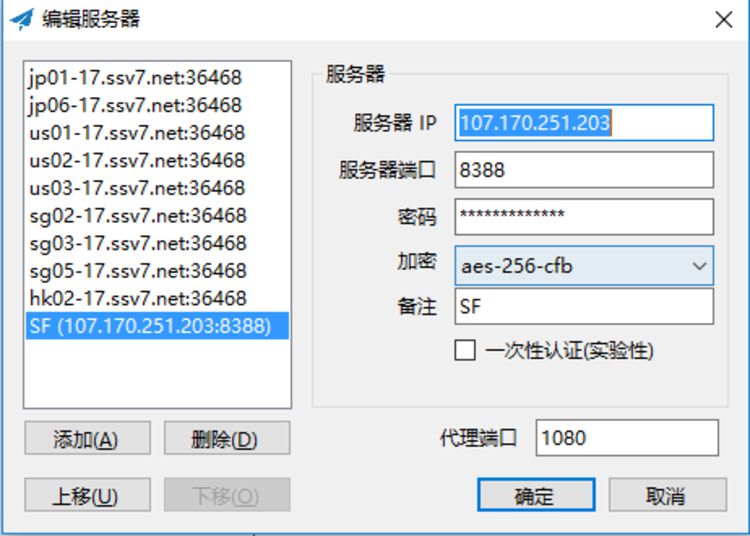 编辑服务器
jp01-17.ssv7.net:36468
jp06-17.ssv7.net:36468
us01-17.ssv7.net:36468
us02-17.ssv7.net:36468
us03-17.ssv7.net:36468
sg02-17.ssv7.net:36468
sg03-17.ssv7.net:36468
sg05-17.ssv7.net:36468
hk02-17.ssv7.net:36468
SF (107.170.251.203:8388)
添加(A) 删除(D)
上移(U) 下移(O)
服务器
服务器 IP 107.170.251.203
服务器端口 8388
密码 *************
加密 aes-256-cfb
备注 SF
一次性认证(实验性)
代理端口 1080
确定 取消